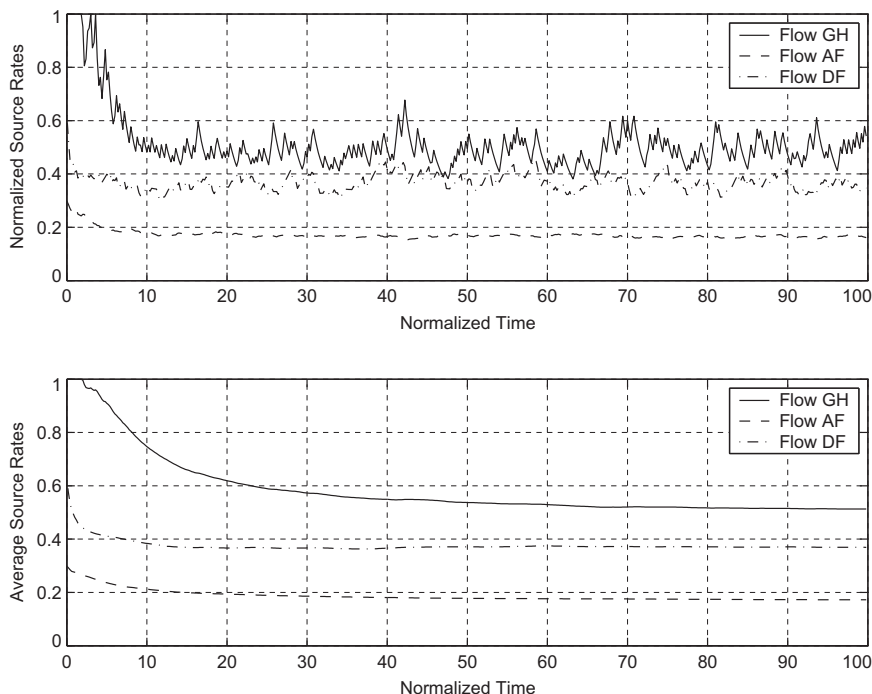 1
0.8
0.6
0.4
0.2
0
Normalized Source Rates
Flow GH
Flow AF
Flow DF
0 10 20 30 40 50 60 70 80 90 100
Normalized Time
1
0.8
0.6
0.4
0.2
0
Average Source Rates
Flow GH
Flow AF
Flow DF
0 10 20 30 40 50 60 70 80 90 100
Normalized Time